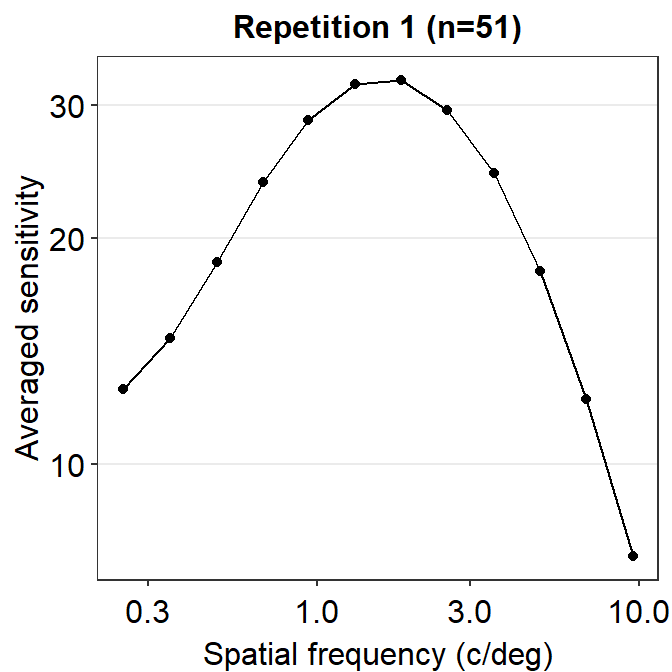 Repetition 1 (n=51)
30
20
10
Averaged sensitivity
0.3 1.0 3.0 10.0
Spatial frequency (c/deg)